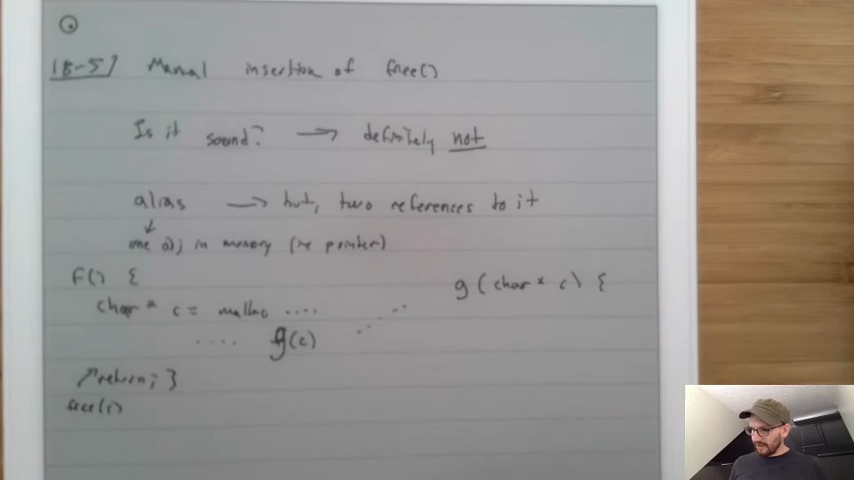 18-5) Manual insertion of free()
Is it sound? → definitely not
alias → but, two references to it
one obj in memory (ie pointer)
F() {
char * c = malloc ....
.... g(c)
return; }
free()
g (char * c) {